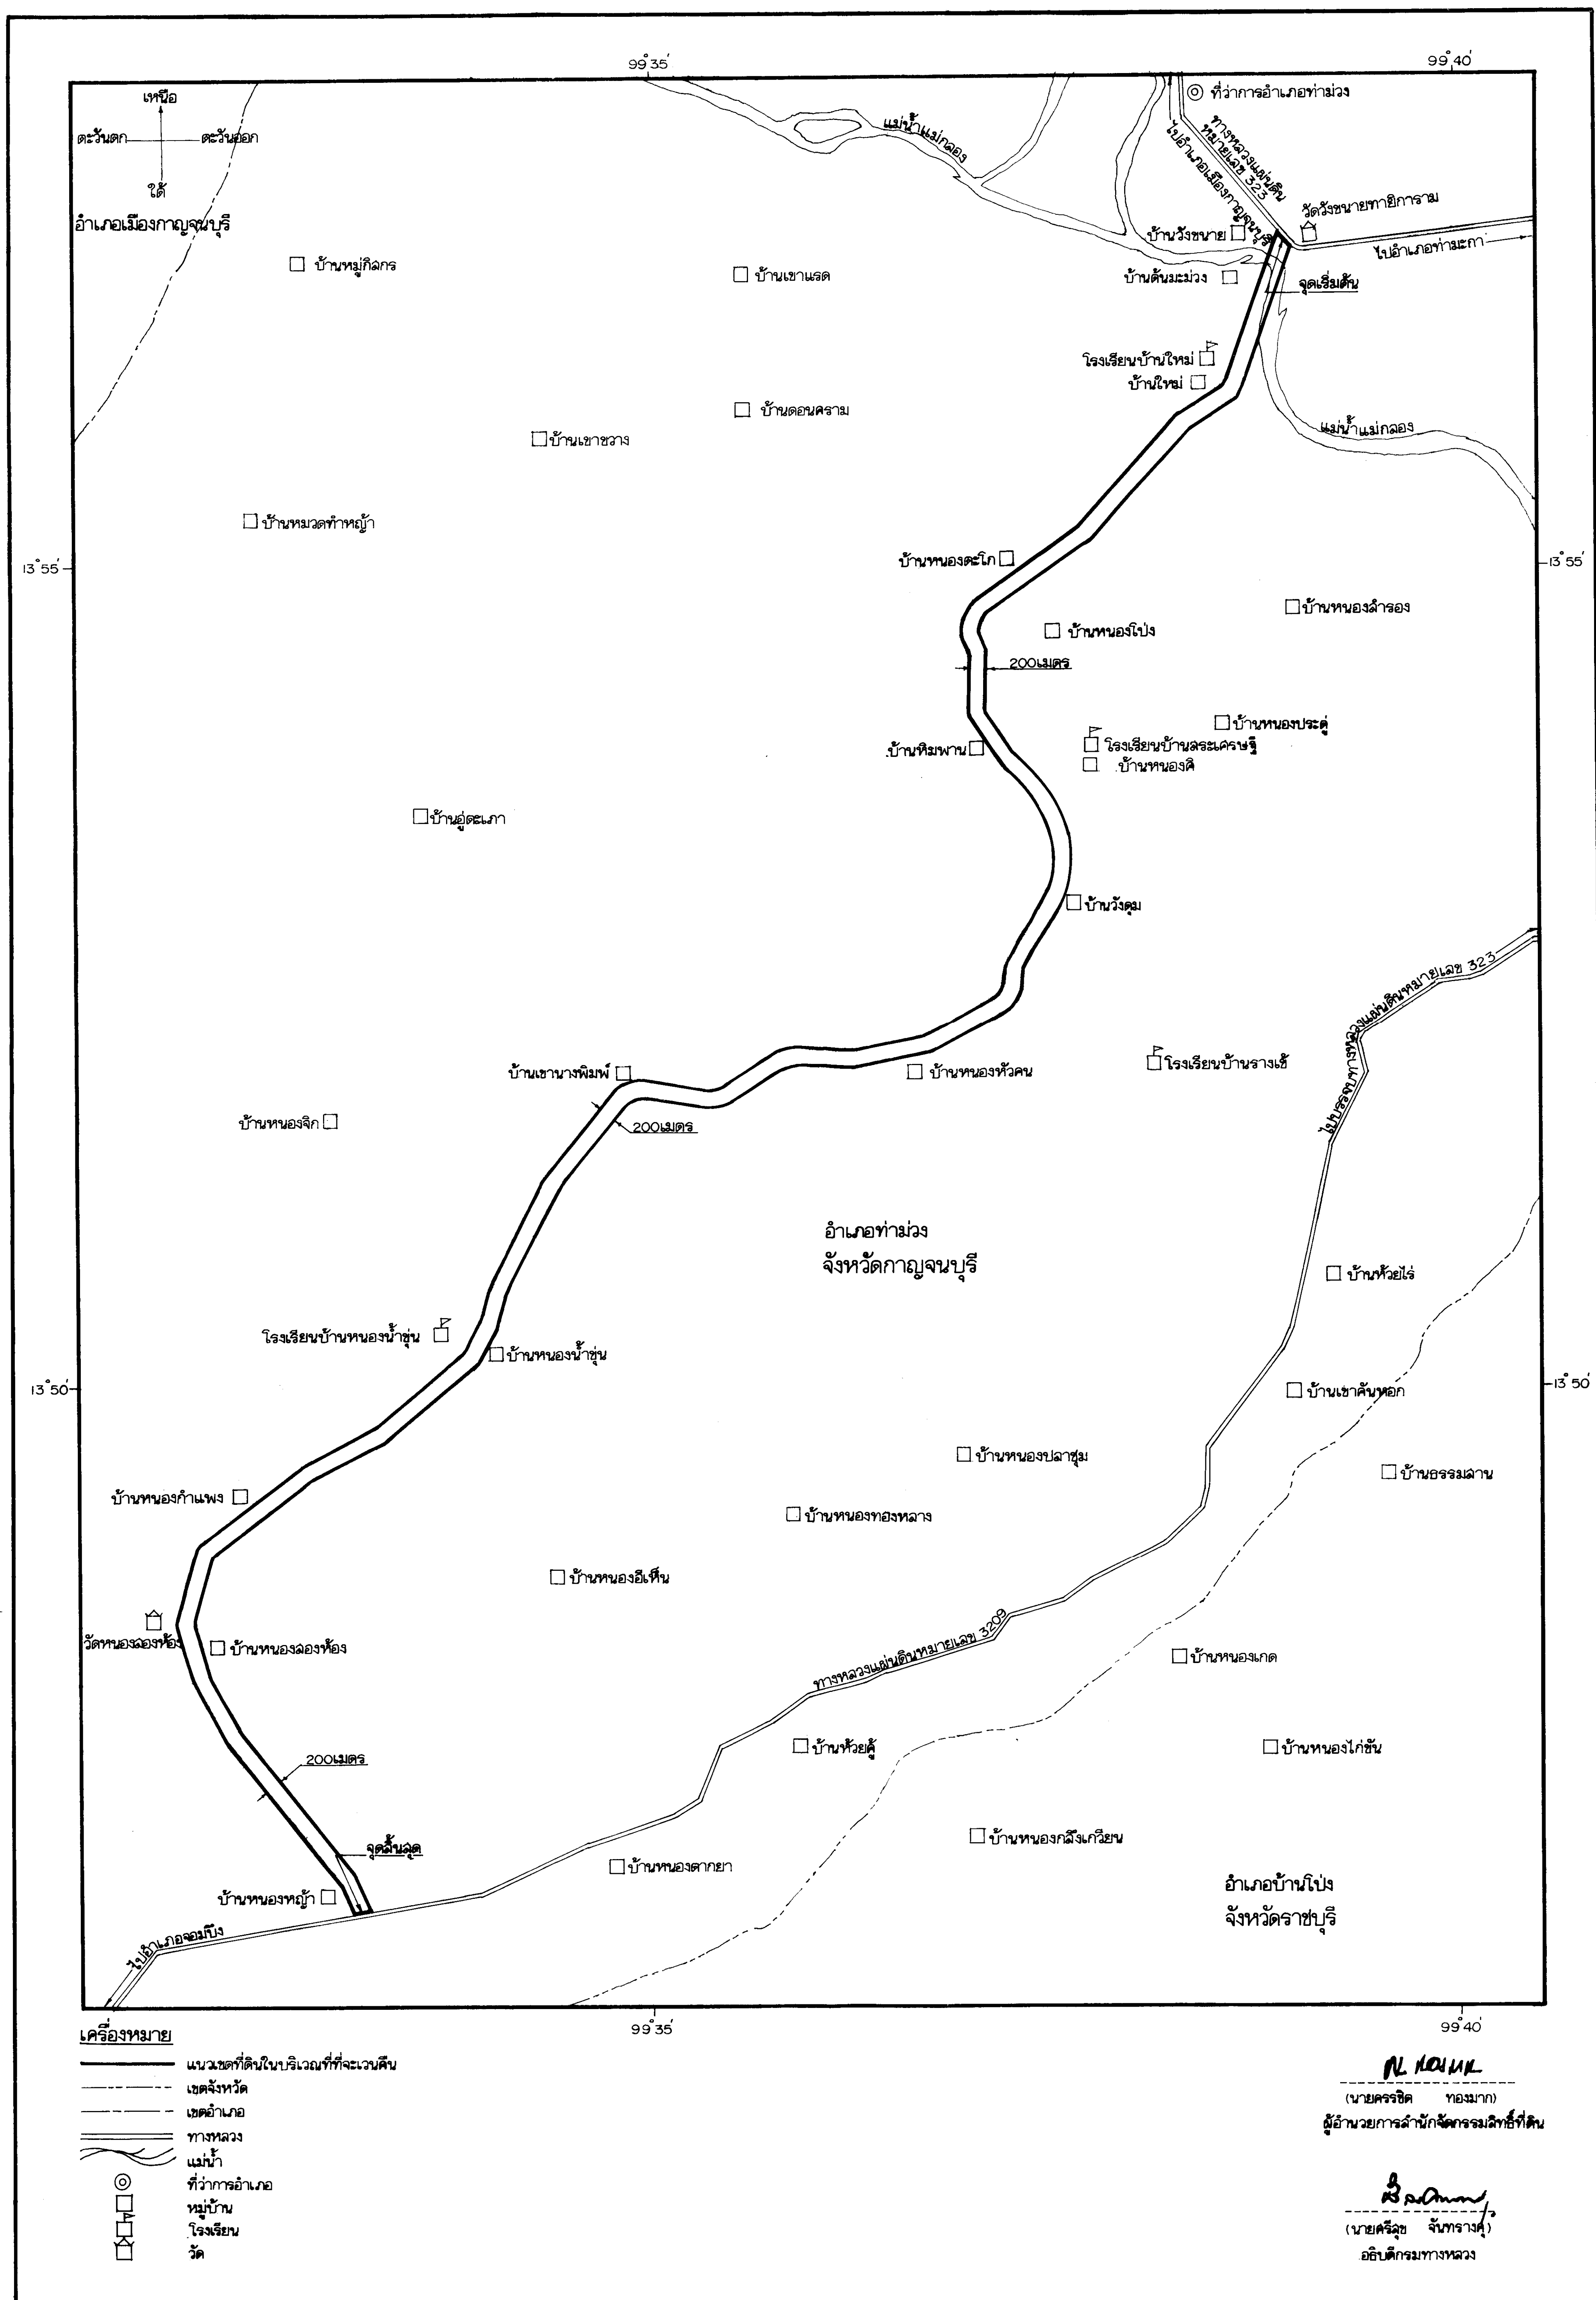 99°35'
99°40'
เหนือ
ตะวันตก
ตะวันออก
ใต้
อำเภอเมืองกาญจนบุรี
ที่ว่าการอำเภอท่าม่วง
แม่น้ำแม่กลอง
ทางหลวงแผ่นดิน
หมายเลข 323
ไปอำเภอเมืองกาญจนบุรี
วัดวังขนายทายิการาม
บ้านวังขนาย
ไปอำเภอท่ามะกา
บ้านหมู่กิลกร
บ้านเขาแรด
บ้านต้นมะม่วง
จุดเริ่มต้น
โรงเรียนบ้านใหม่
บ้านใหม่
บ้านดอนคราม
บ้านเขาขวาง
แม่น้ำแม่กลอง
บ้านหมวดทำหญ้า
13°55'
บ้านหนองตะโก
13°55'
บ้านหนองสำรอง
บ้านหนองโป่ง
200เมตร
บ้านหนองประดู่
บ้านหิมพาน
โรงเรียนบ้านสระเศรษฐี
บ้านหนองคิ
บ้านอู่ตะเภา
บ้านวังดุม
ไปบรรจบทางหลวงแผ่นดินหมายเลข 323
บ้านเขานางพิมพ์
บ้านหนองหัวคน
โรงเรียนบ้านรางเช้
บ้านหนองจิก
200เมตร
อำเภอท่าม่วง
จังหวัดกาญจนบุรี
บ้านห้วยไร่
โรงเรียนบ้านหนองน้ำขุ่น
บ้านหนองน้ำขุ่น
13°50'
13°50'
บ้านเขาคันหอก
บ้านหนองปลาซุม
บ้านธรรมสาน
บ้านหนองกำแพง
บ้านหนองทองหลาง
บ้านหนองอีเห็น
วัดหนองสองห้อง
บ้านหนองสองห้อง
ทางหลวงแผ่นดินหมายเลข 3209
บ้านหนองเกด
200เมตร
บ้านห้วยคู้
บ้านหนองไก่ขัน
จุดสิ้นสุด
บ้านหนองตากยา
บ้านหนองกลึงเกวียน
บ้านหนองหญ้า
อำเภอบ้านโป่ง
จังหวัดราชบุรี
ไปอำเภอจอมบึง
99°35'
99°40'
เครื่องหมาย
แนวเขตที่ดินในบริเวณที่ที่จะเวนคืน
เขตจังหวัด
เขตอำเภอ
ทางหลวง
แม่น้ำ
ที่ว่าการอำเภอ
หมู่บ้าน
โรงเรียน
วัด
(นายครรชิต ทองมาก)
ผู้อำนวยการสำนักจัดกรรมสิทธิ์ที่ดิน
(นายศรีสุข จันทรางศุ)
อธิบดีกรมทางหลวง